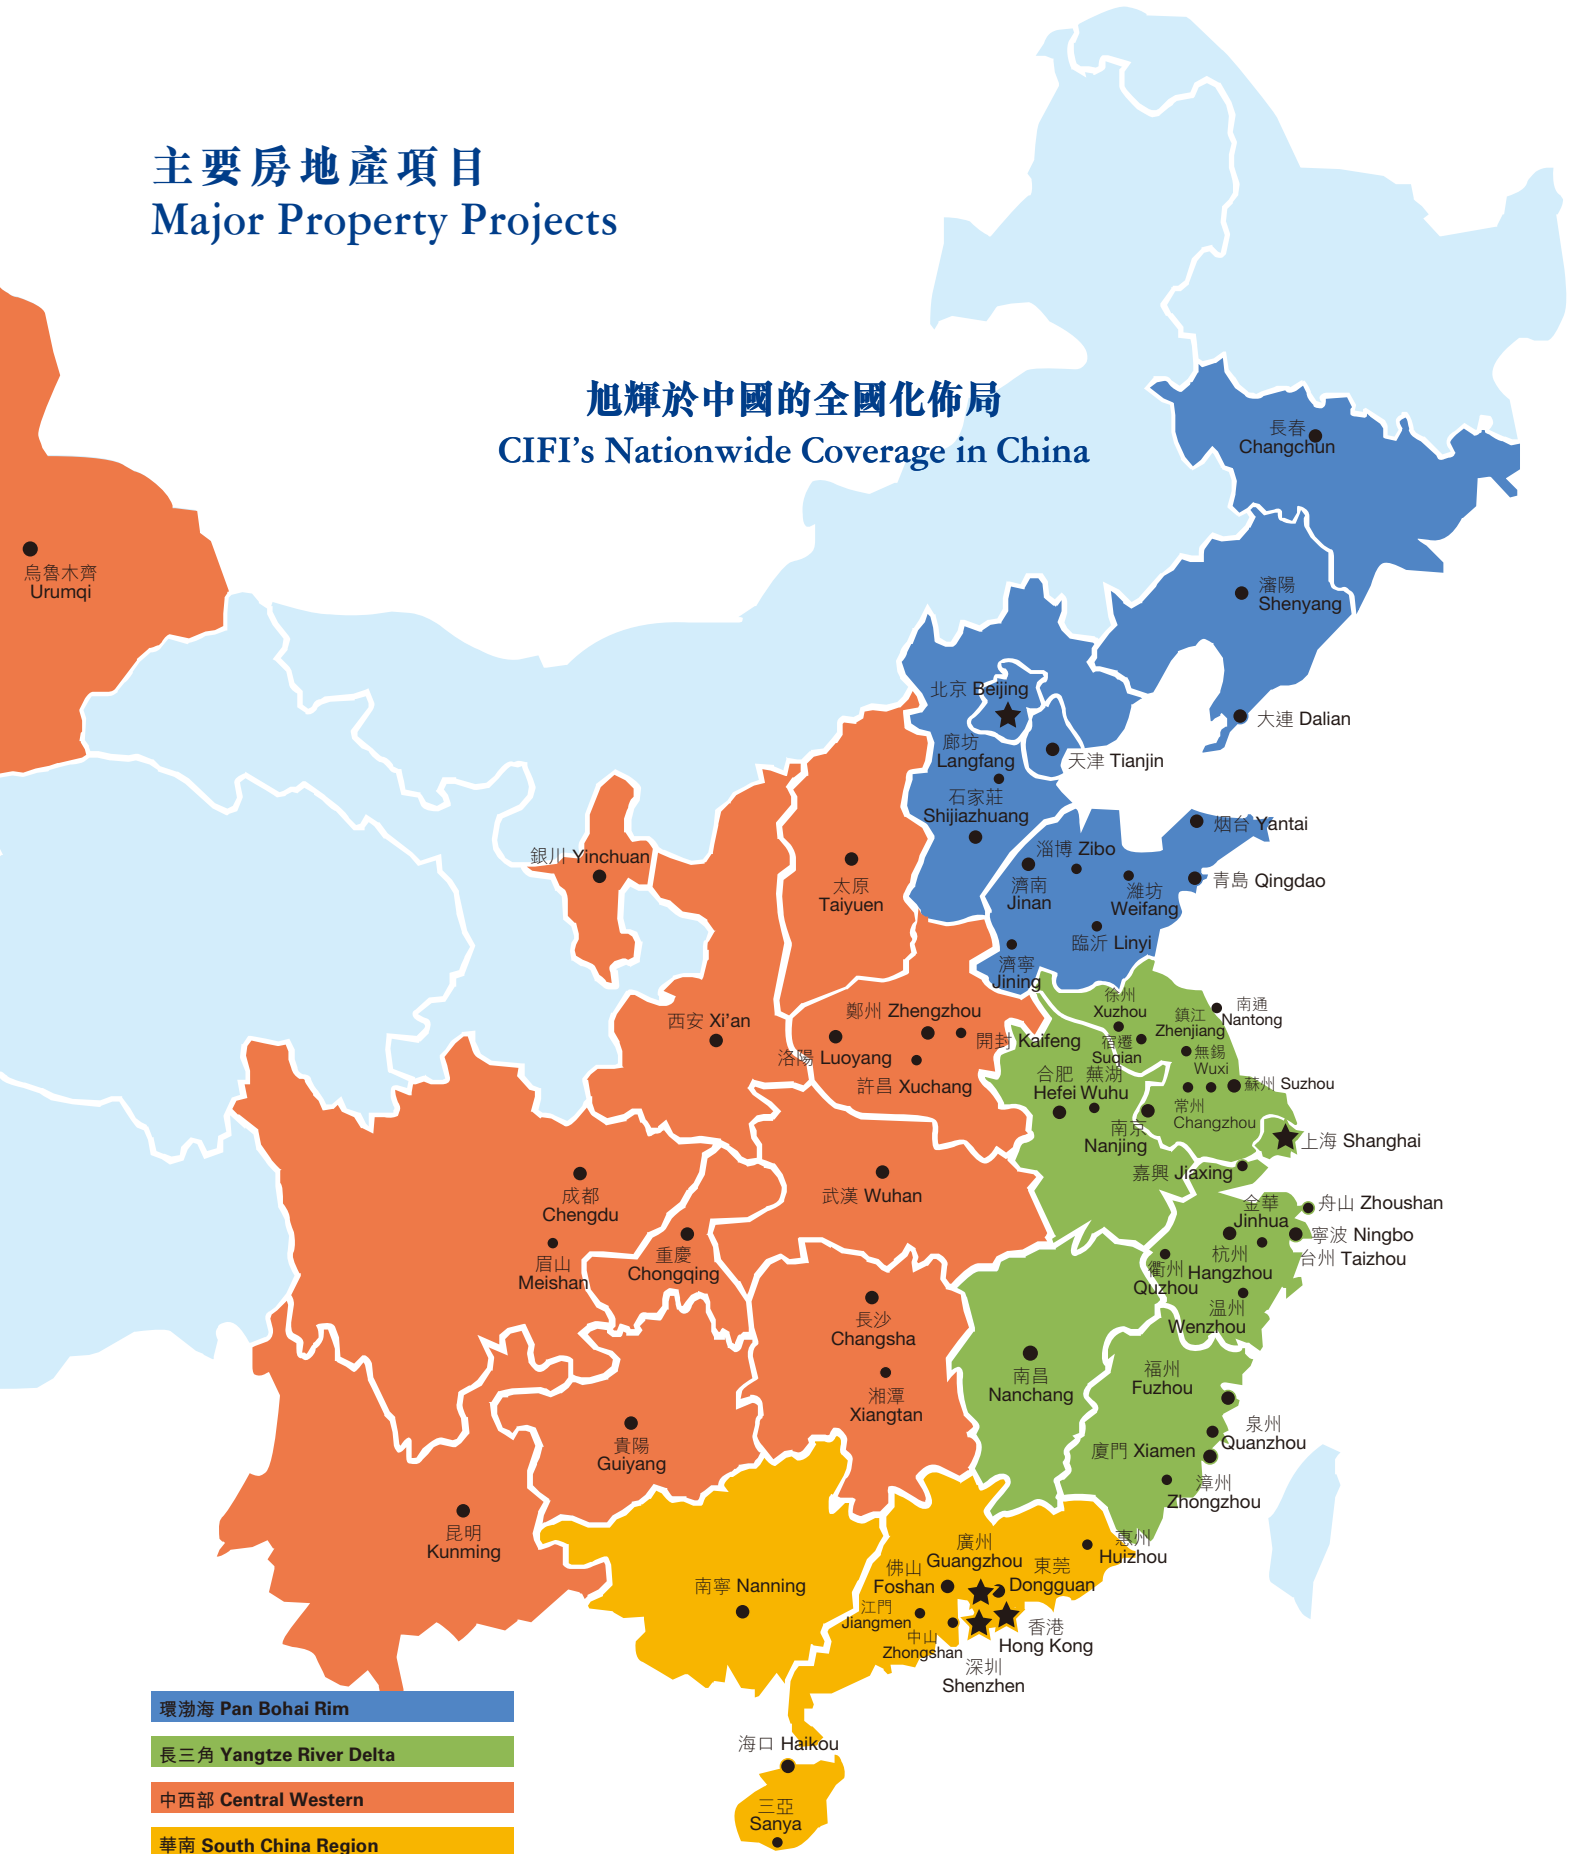 主要房地產項目
Major Property Projects
旭輝於中國的全國化佈局
CIFI’s Nationwide Coverage in China
長春
Changchun
烏魯木齊
Urumqi
瀋陽
Shenyang
北京 Beijing
大連 Dalian
廊坊
Langfang
天津 Tianjin
石家莊
Shijiazhuang
烟台 Yantai
銀川 Yinchuan
太原
Taiyuen
淄博 Zibo
濟南
Jinan
濰坊
Weifang
青島 Qingdao
臨沂 Linyi
濟寧
Jining
西安 Xi’an
鄭州 Zhengzhou
洛陽 Luoyang
開封 Kaifeng
許昌 Xuchang
徐州
Xuzhou
鎮江
Zhenjiang
南通
Nantong
宿遷
Suqian
無錫
Wuxi
合肥
Hefei
蕪湖
Wuhu
蘇州 Suzhou
常州
Changzhou
南京
Nanjing
上海 Shanghai
嘉興 Jiaxing
成都
Chengdu
武漢 Wuhan
金華
Jinhua
舟山 Zhoushan
寧波 Ningbo
台州 Taizhou
眉山
Meishan
重慶
Chongqing
衢州
Quzhou
杭州
Hangzhou
温州
Wenzhou
長沙
Changsha
湘潭
Xiangtan
南昌
Nanchang
福州
Fuzhou
泉州
Quanzhou
廈門 Xiamen
漳州
Zhongzhou
貴陽
Guiyang
昆明
Kunming
南寧 Nanning
廣州
Guangzhou
惠州
Huizhou
佛山
Foshan
東莞
Dongguan
江門
Jiangmen
中山
Zhongshan
香港
Hong Kong
深圳
Shenzhen
海口 Haikou
三亞
Sanya
環渤海 Pan Bohai Rim
長三角 Yangtze River Delta
中西部 Central Western
華南 South China Region